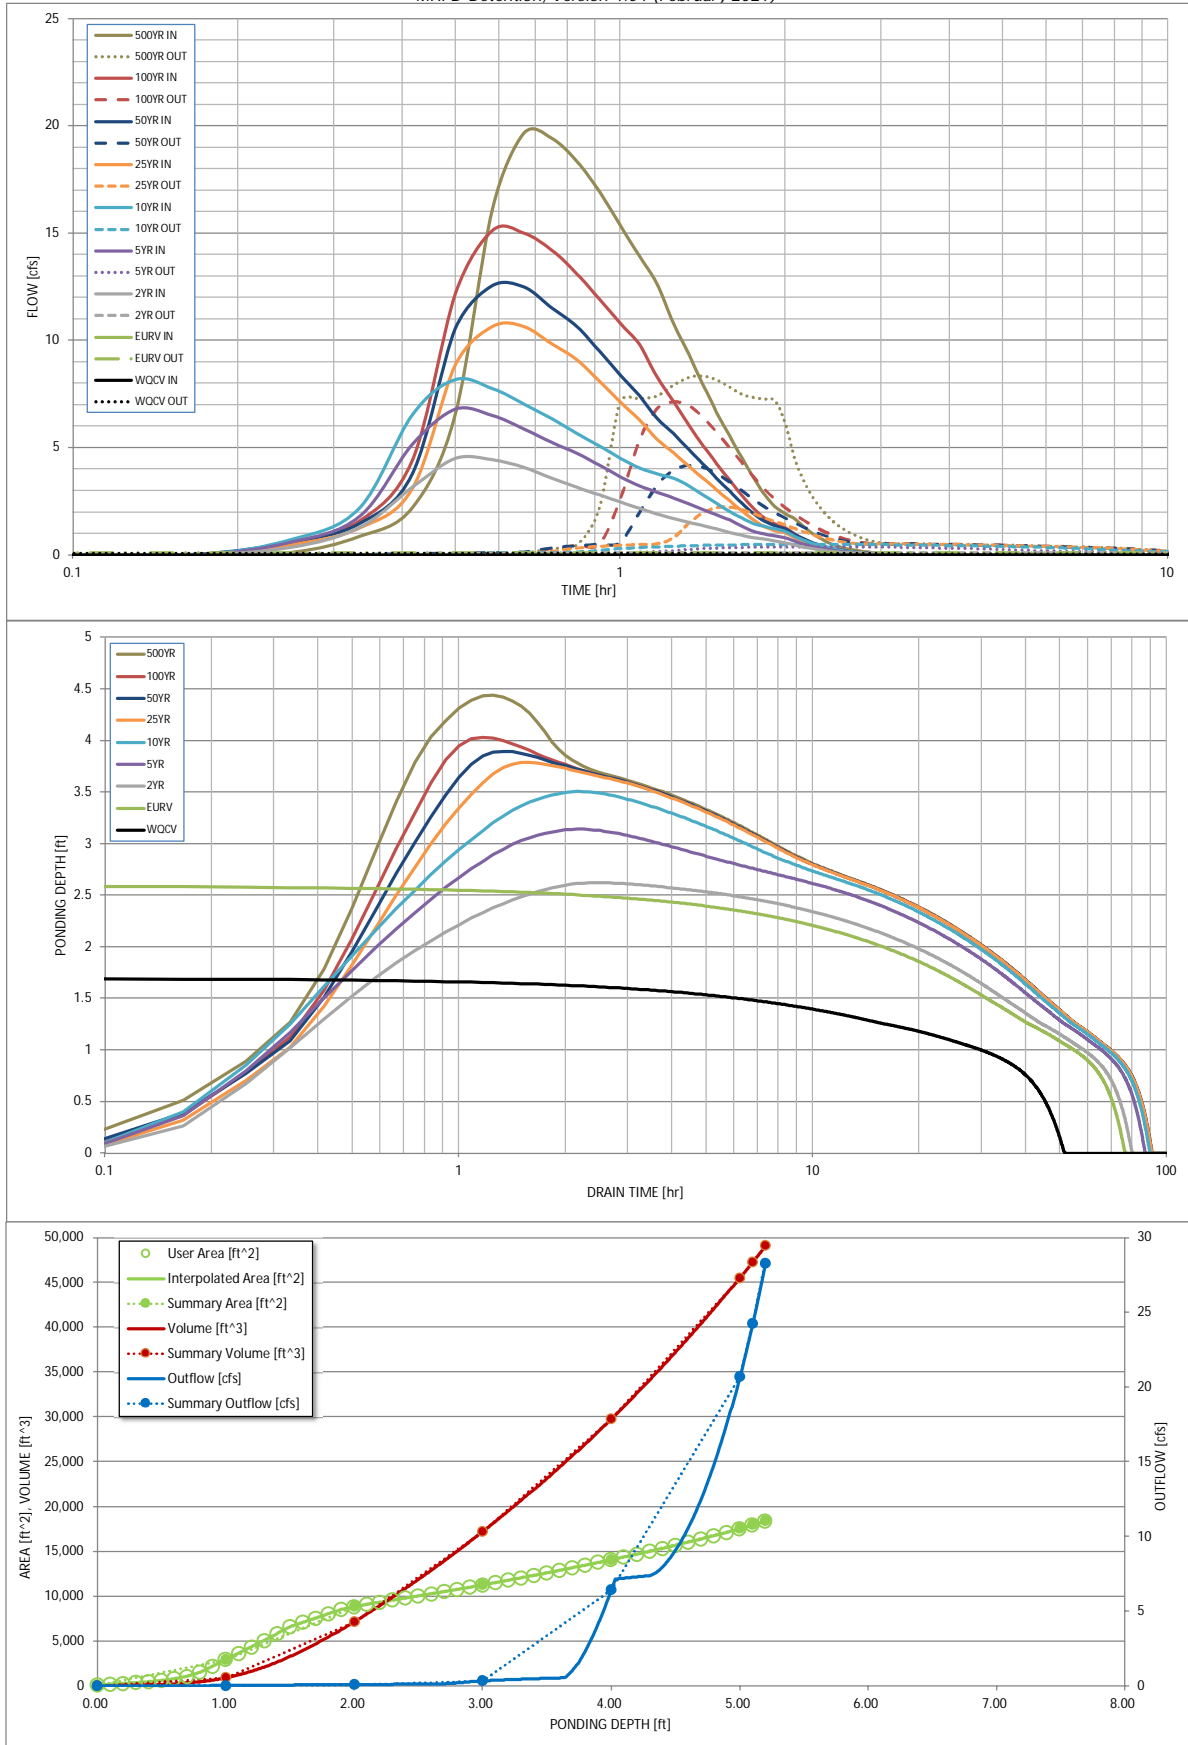 MHFD-Detention, Version 4.04 (February 2021)
25
20
15
10
5
0
FLOW [cfs]
500YR IN
500YR OUT
100YR IN
100YR OUT
50YR IN
50YR OUT
25YR IN
25YR OUT
10YR IN
10YR OUT
5YR IN
5YR OUT
2YR IN
2YR OUT
EURV IN
EURV OUT
WQCV IN
WQCV OUT
0.1
1
10
TIME [hr]
5
4.5
4
3.5
3
2.5
2
1.5
1
0.5
0
PONDING DEPTH [ft]
500YR
100YR
50YR
25YR
10YR
5YR
2YR
EURV
WQCV
0.1
1
10
100
DRAIN TIME [hr]
50,000
45,000
40,000
35,000
30,000
25,000
20,000
15,000
10,000
5,000
0
AREA [ft^2], VOLUME [ft^3]
User Area [ft^2]
Interpolated Area [ft^2]
Summary Area [ft^2]
Volume [ft^3]
Summary Volume [ft^3]
Outflow [cfs]
Summary Outflow [cfs]
30
25
20
15
10
5
0
OUTFLOW [cfs]
0.00
1.00
2.00
3.00
4.00
5.00
6.00
7.00
8.00
PONDING DEPTH [ft]